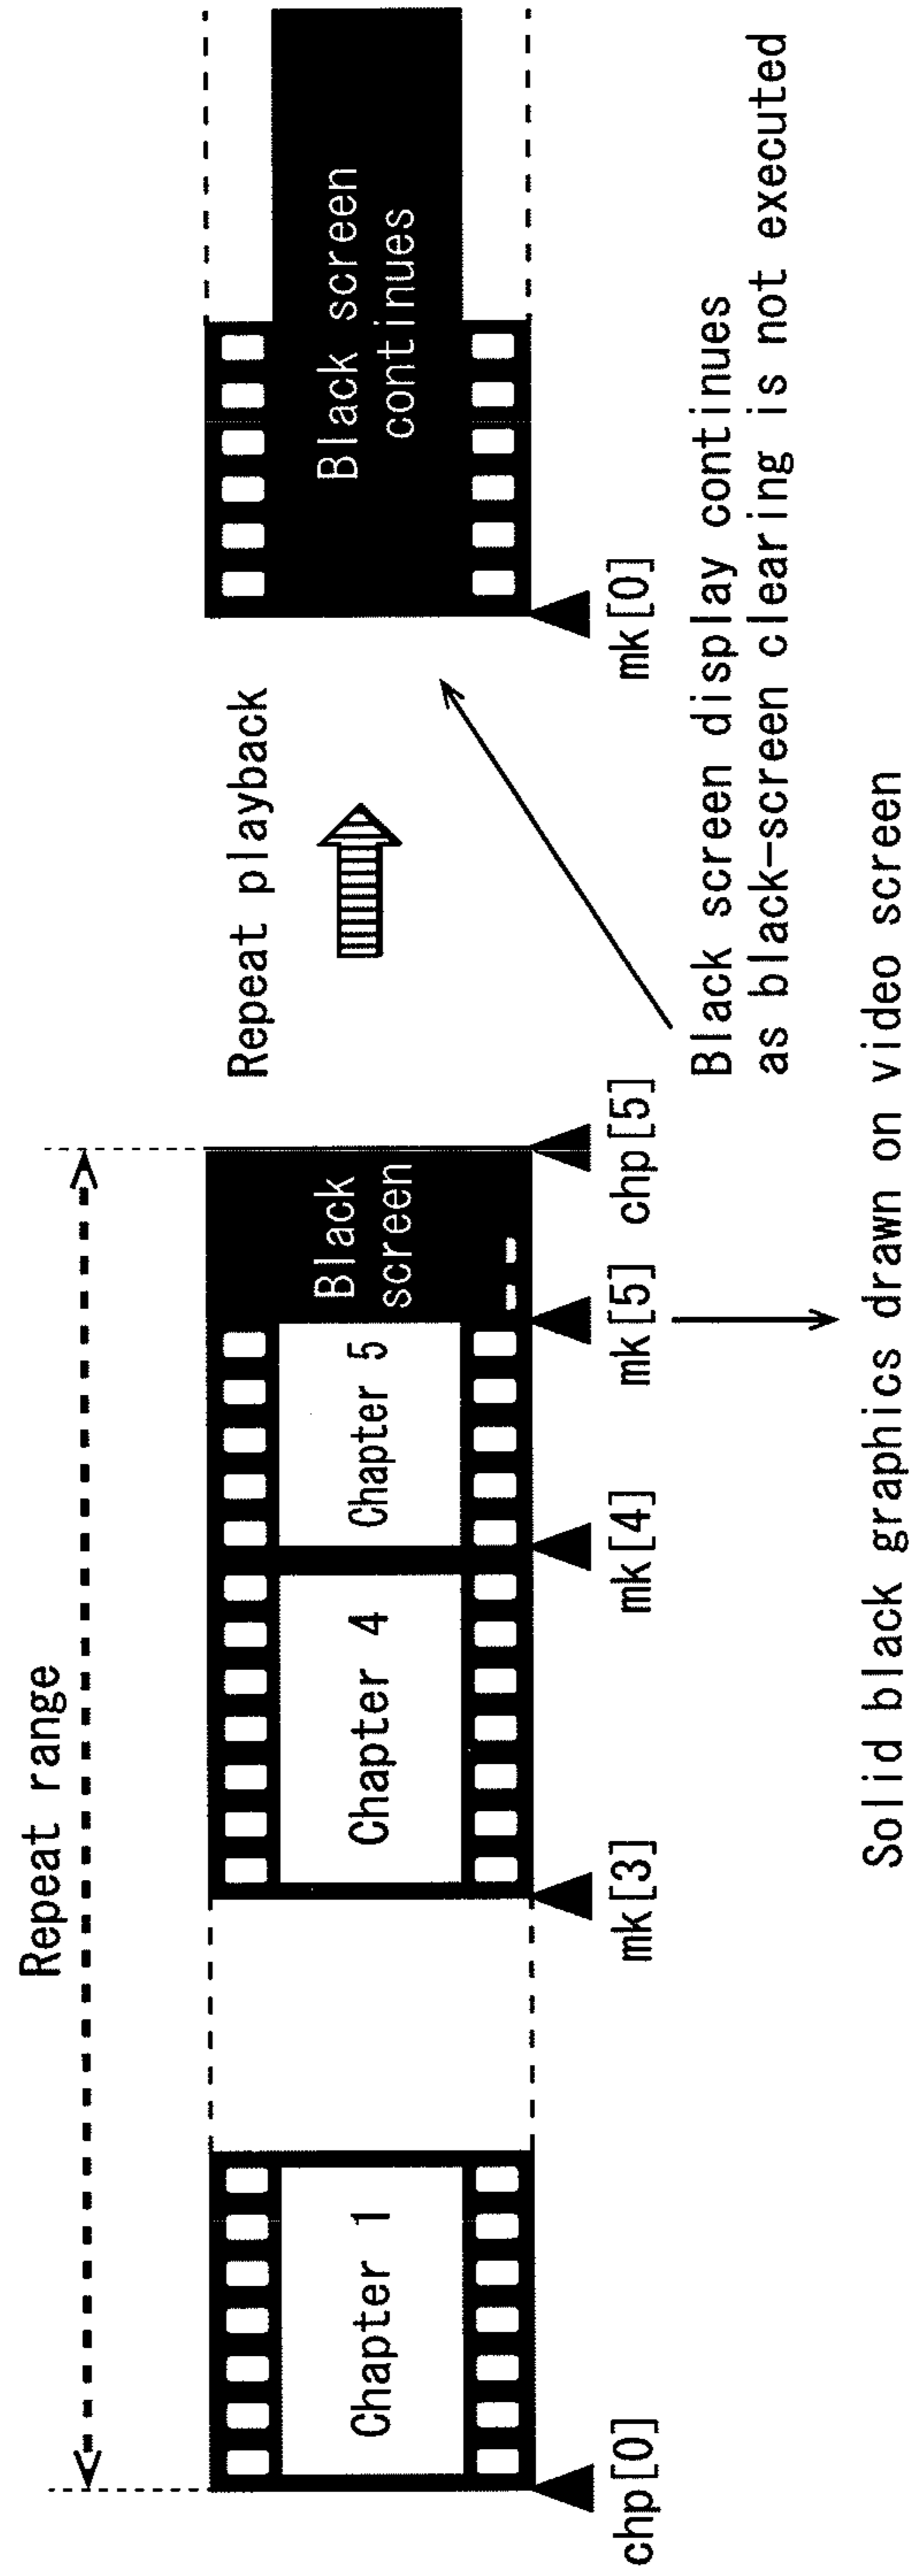 Repeat range
Repeat playback
Chapter 1
Chapter 4
Chapter 5
Black
screen
Black screen
continues
chp[0]
mk[3]
mk[4]
mk[5]
chp[5]
mk[0]
Black screen display continues
as black-screen clearing is not executed
Solid black graphics drawn on video screen